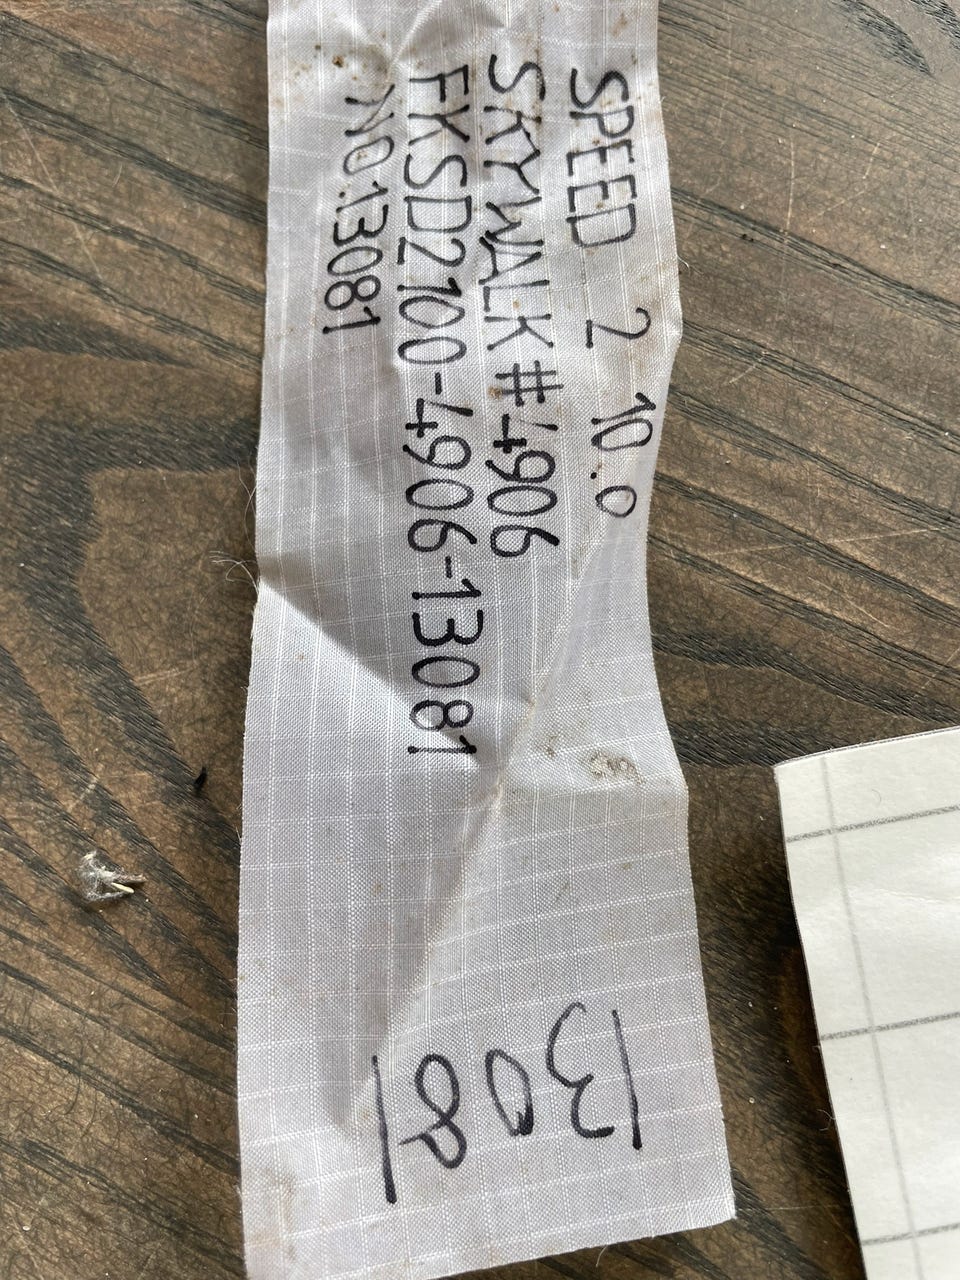 SPEED 2 10.0
SKYWALK #4906
FKSD2100-4906-13081
NO.13081
13081